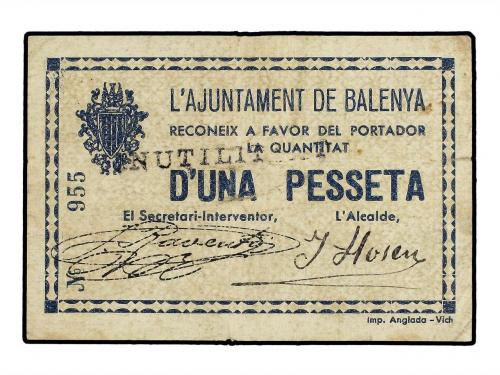 L'AJUNTAMENT DE BALENYA
RECONEIX A FAVOR DEL PORTADOR
LA QUANTITAT
D'UNA PESSETA
El Secretari-Interventor, L'Alcalde,
Nº 955
Imp. Anglada - Vich